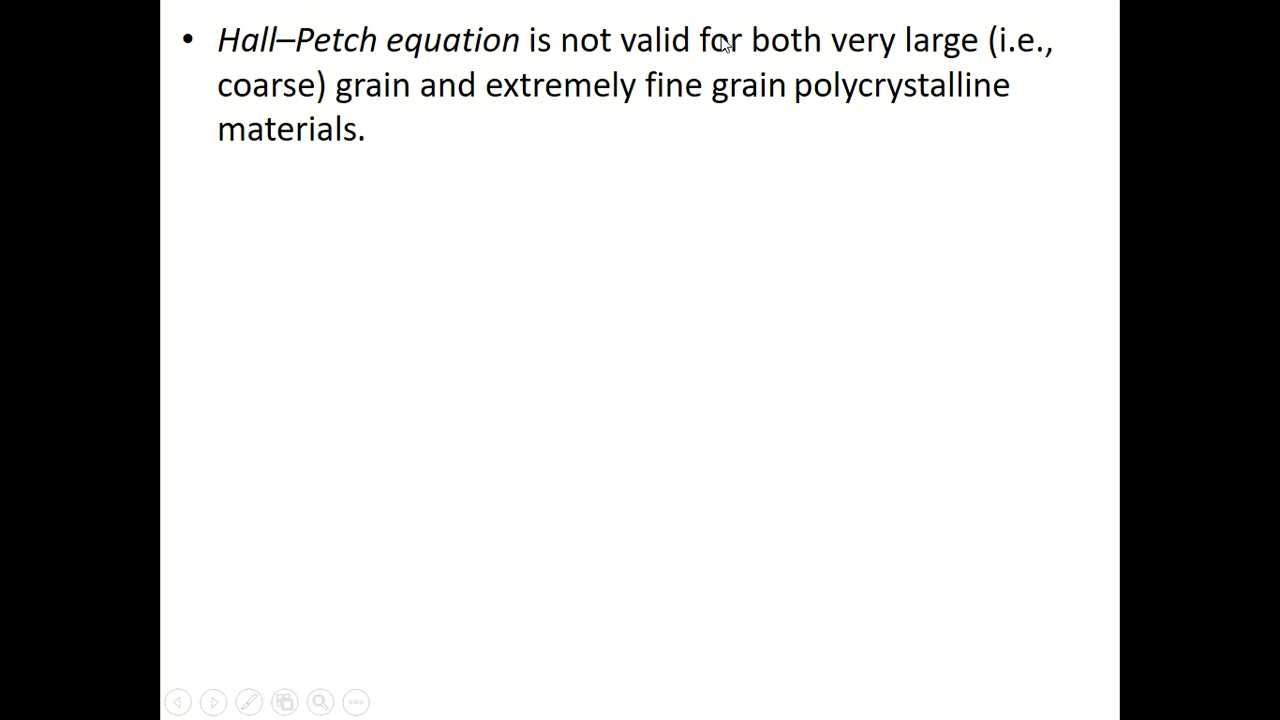 • Hall–Petch equation is not valid for both very large (i.e.,
coarse) grain and extremely fine grain polycrystalline
materials.